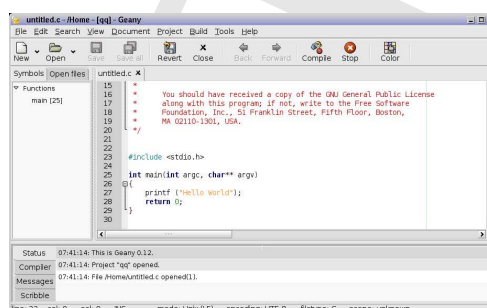 untitled.c - /Home - [qq] - Geany
File Edit Search View Document Project Build Tools Help
New Open Save Save all Revert Close Back Forward Compile Stop Color
Symbols Open files untitled.c
Functions
main [25]
15 *
16 * You should have received a copy of the GNU General Public License
17 * along with this program; if not, write to the Free Software
18 * Foundation, Inc., 51 Franklin Street, Fifth Floor, Boston,
19 * MA 02110-1301, USA.
20 */
21
22
23 #include <stdio.h>
24
25 int main(int argc, char** argv)
26 {
27 printf ("Hello World");
28 return 0;
29 }
30
Status 07:41:14: This is Geany 0.12.
Compiler 07:41:14: Project "qq" opened.
Messages 07:41:14: File /Home/untitled.c opened(1).
Scribble